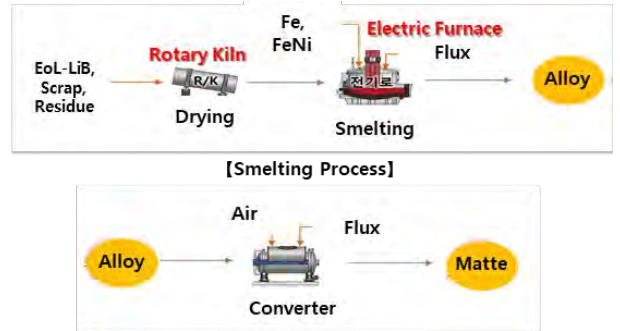 EoL-LiB,
Scrap,
Residue
Rotary Kiln
R/K
Drying
Fe,
FeNi
Electric Furnace
전기로
Smelting
Flux
Alloy
【Smelting Process】
Alloy
Air
Converter
Flux
Matte